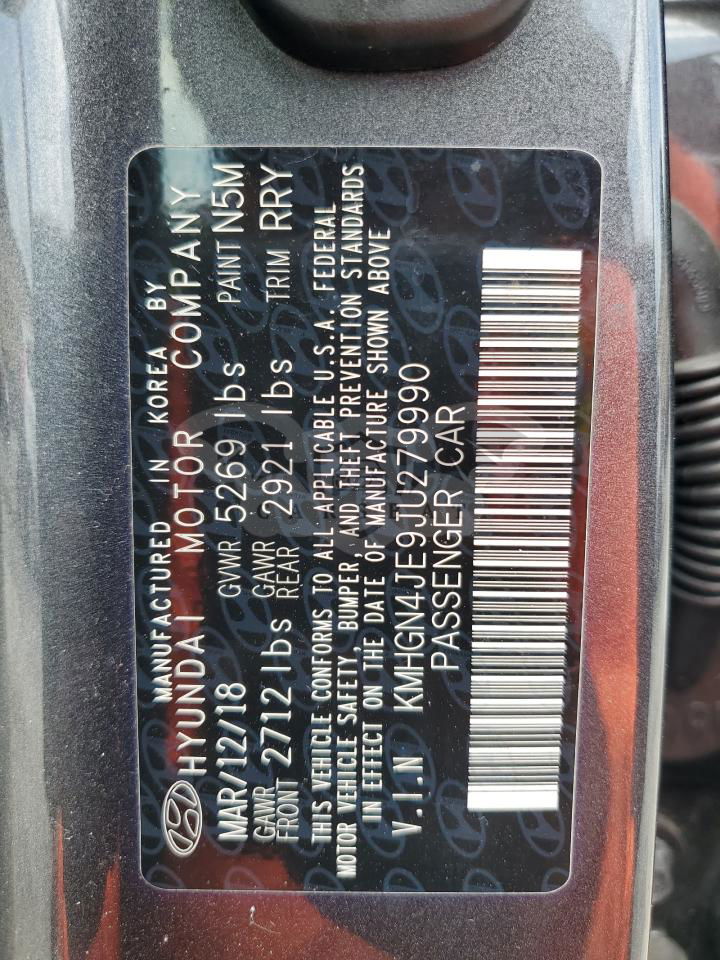 MANUFACTURED IN KOREA BY
HYUNDAI MOTOR COMPANY
MAR/12/18 GVWR 5269 lbs PAINT N5M
GAWR FRONT 2712 lbs GAWR REAR 2921 lbs TRIM RRY
THIS VEHICLE CONFORMS TO ALL APPLICABLE U.S.A. FEDERAL
MOTOR VEHICLE SAFETY, BUMPER, AND THEFT PREVENTION STANDARDS
IN EFFECT ON THE DATE OF MANUFACTURE SHOWN ABOVE
V.I.N KMHGN4JE9JU279990
PASSENGER CAR